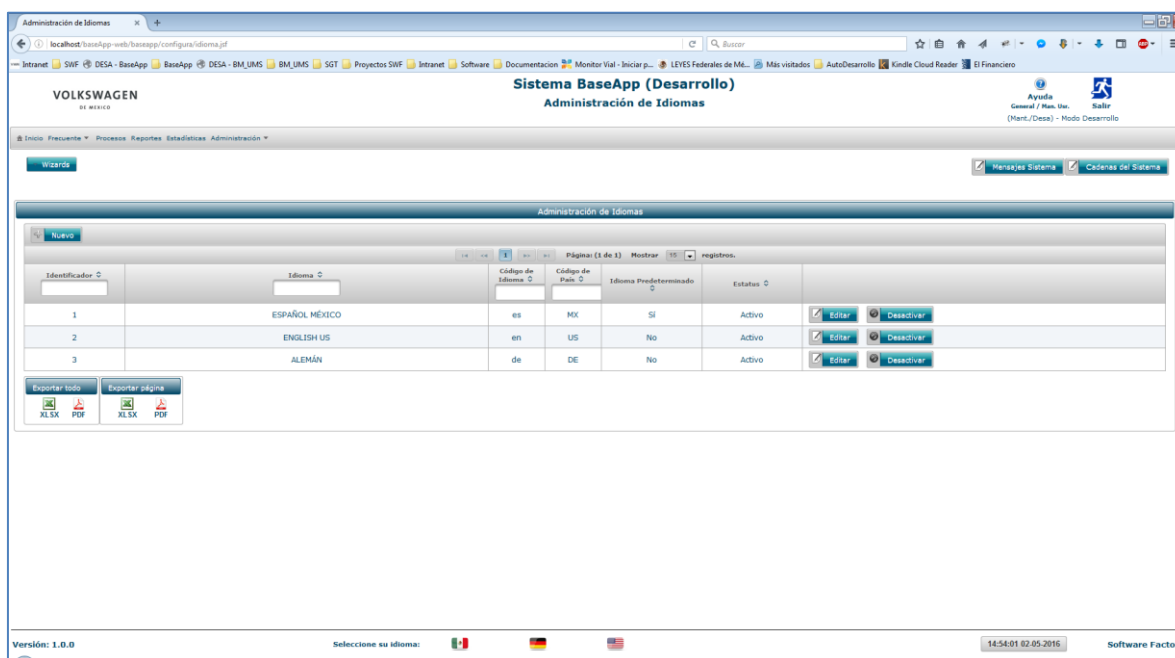 Administración de Idiomas × +
localhost/baseApp-web/baseapp/configura/idioma.jsf Buscar
Intranet SWF DESA - BaseApp BaseApp DESA - BM_UMS BM_UMS SGT Proyectos SWF Intranet Software Documentacion Monitor Vial - Iniciar p... LEYES Federales de Mé... Más visitados AutoDesarrollo Kindle Cloud Reader El Financiero
VOLKSWAGEN
DE MEXICO
Sistema BaseApp (Desarrollo)
Administración de Idiomas
Ayuda
General / Man. Usr.
Salir
(Mant./Desa) - Modo Desarrollo
Inicio Frecuente Procesos Reportes Estadísticas Administración
Wizards Mensajes Sistema Cadenas del Sistema
Administración de Idiomas
Nuevo
1 Página: (1 de 1) Mostrar 15 registros.
Identificador Idioma Código de Idioma Código de País Idioma Predeterminado Estatus
1 ESPAÑOL MÉXICO es MX Sí Activo Editar Desactivar
2 ENGLISH US en US No Activo Editar Desactivar
3 ALEMÁN de DE No Activo Editar Desactivar
Exportar todo Exportar página
XLSX PDF XLSX PDF
Versión: 1.0.0 Seleccione su idioma: 14:54:01 02-05-2016 Software Facto